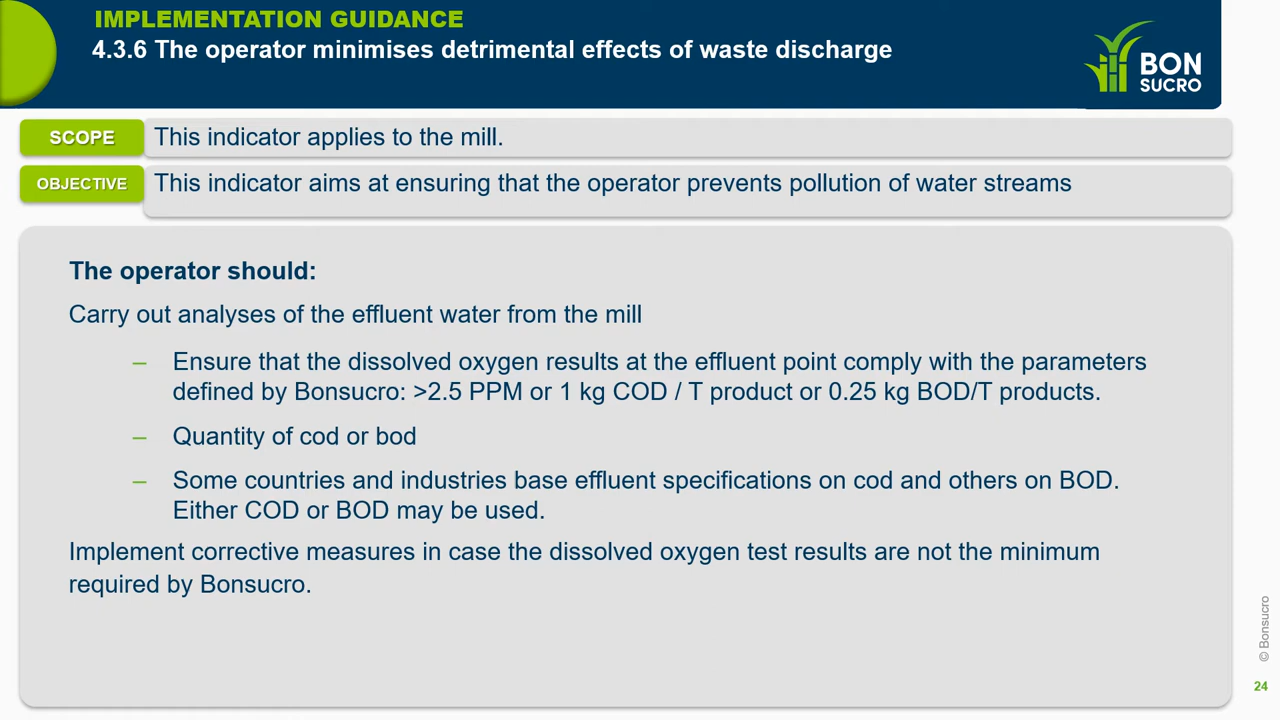 IMPLEMENTATION GUIDANCE
4.3.6 The operator minimises detrimental effects of waste discharge
BON
SUCRO
SCOPE
This indicator applies to the mill.
OBJECTIVE
This indicator aims at ensuring that the operator prevents pollution of water streams
The operator should:
Carry out analyses of the effluent water from the mill
– Ensure that the dissolved oxygen results at the effluent point comply with the parameters
defined by Bonsucro: >2.5 PPM or 1 kg COD / T product or 0.25 kg BOD/T products.
– Quantity of cod or bod
– Some countries and industries base effluent specifications on cod and others on BOD.
Either COD or BOD may be used.
Implement corrective measures in case the dissolved oxygen test results are not the minimum
required by Bonsucro.
© Bonsucro
24